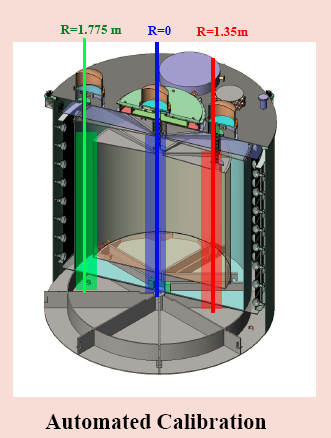 R=1.775 m R=0 R=1.35m
Automated Calibration